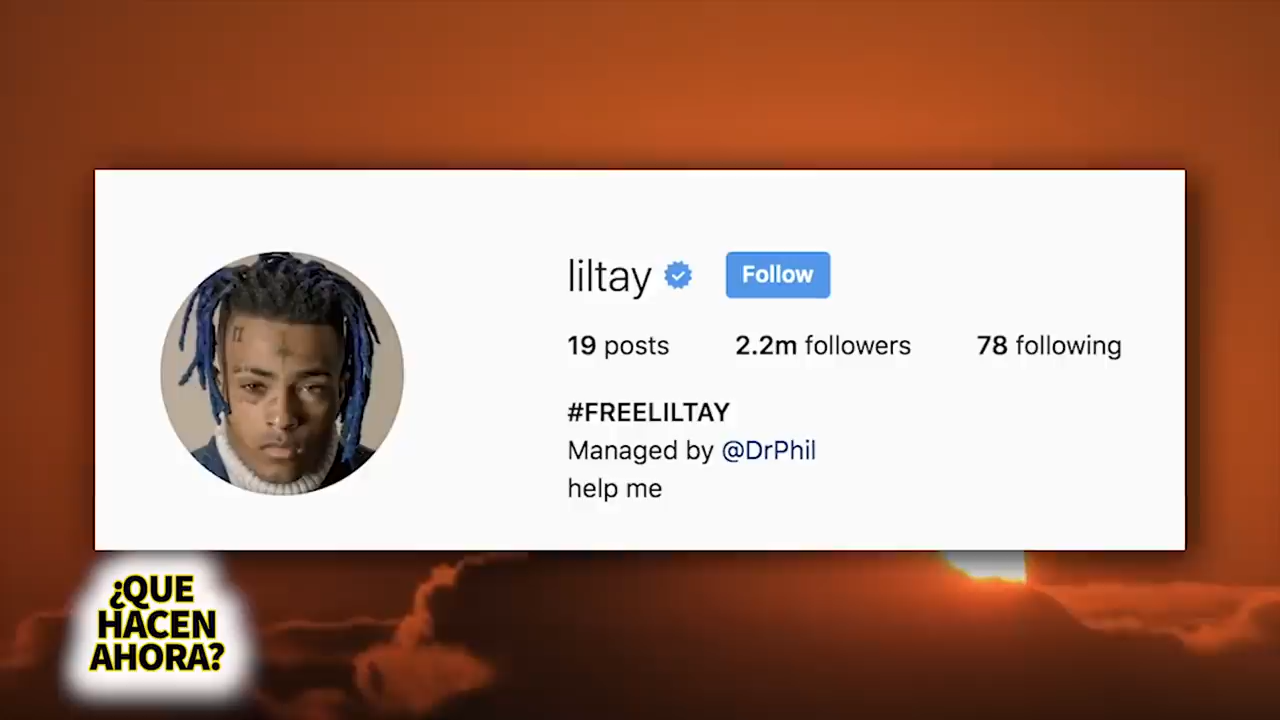 liltay Follow
19 posts 2.2m followers 78 following
#FREELILTAY
Managed by @DrPhil
help me
¿QUE
HACEN
AHORA?